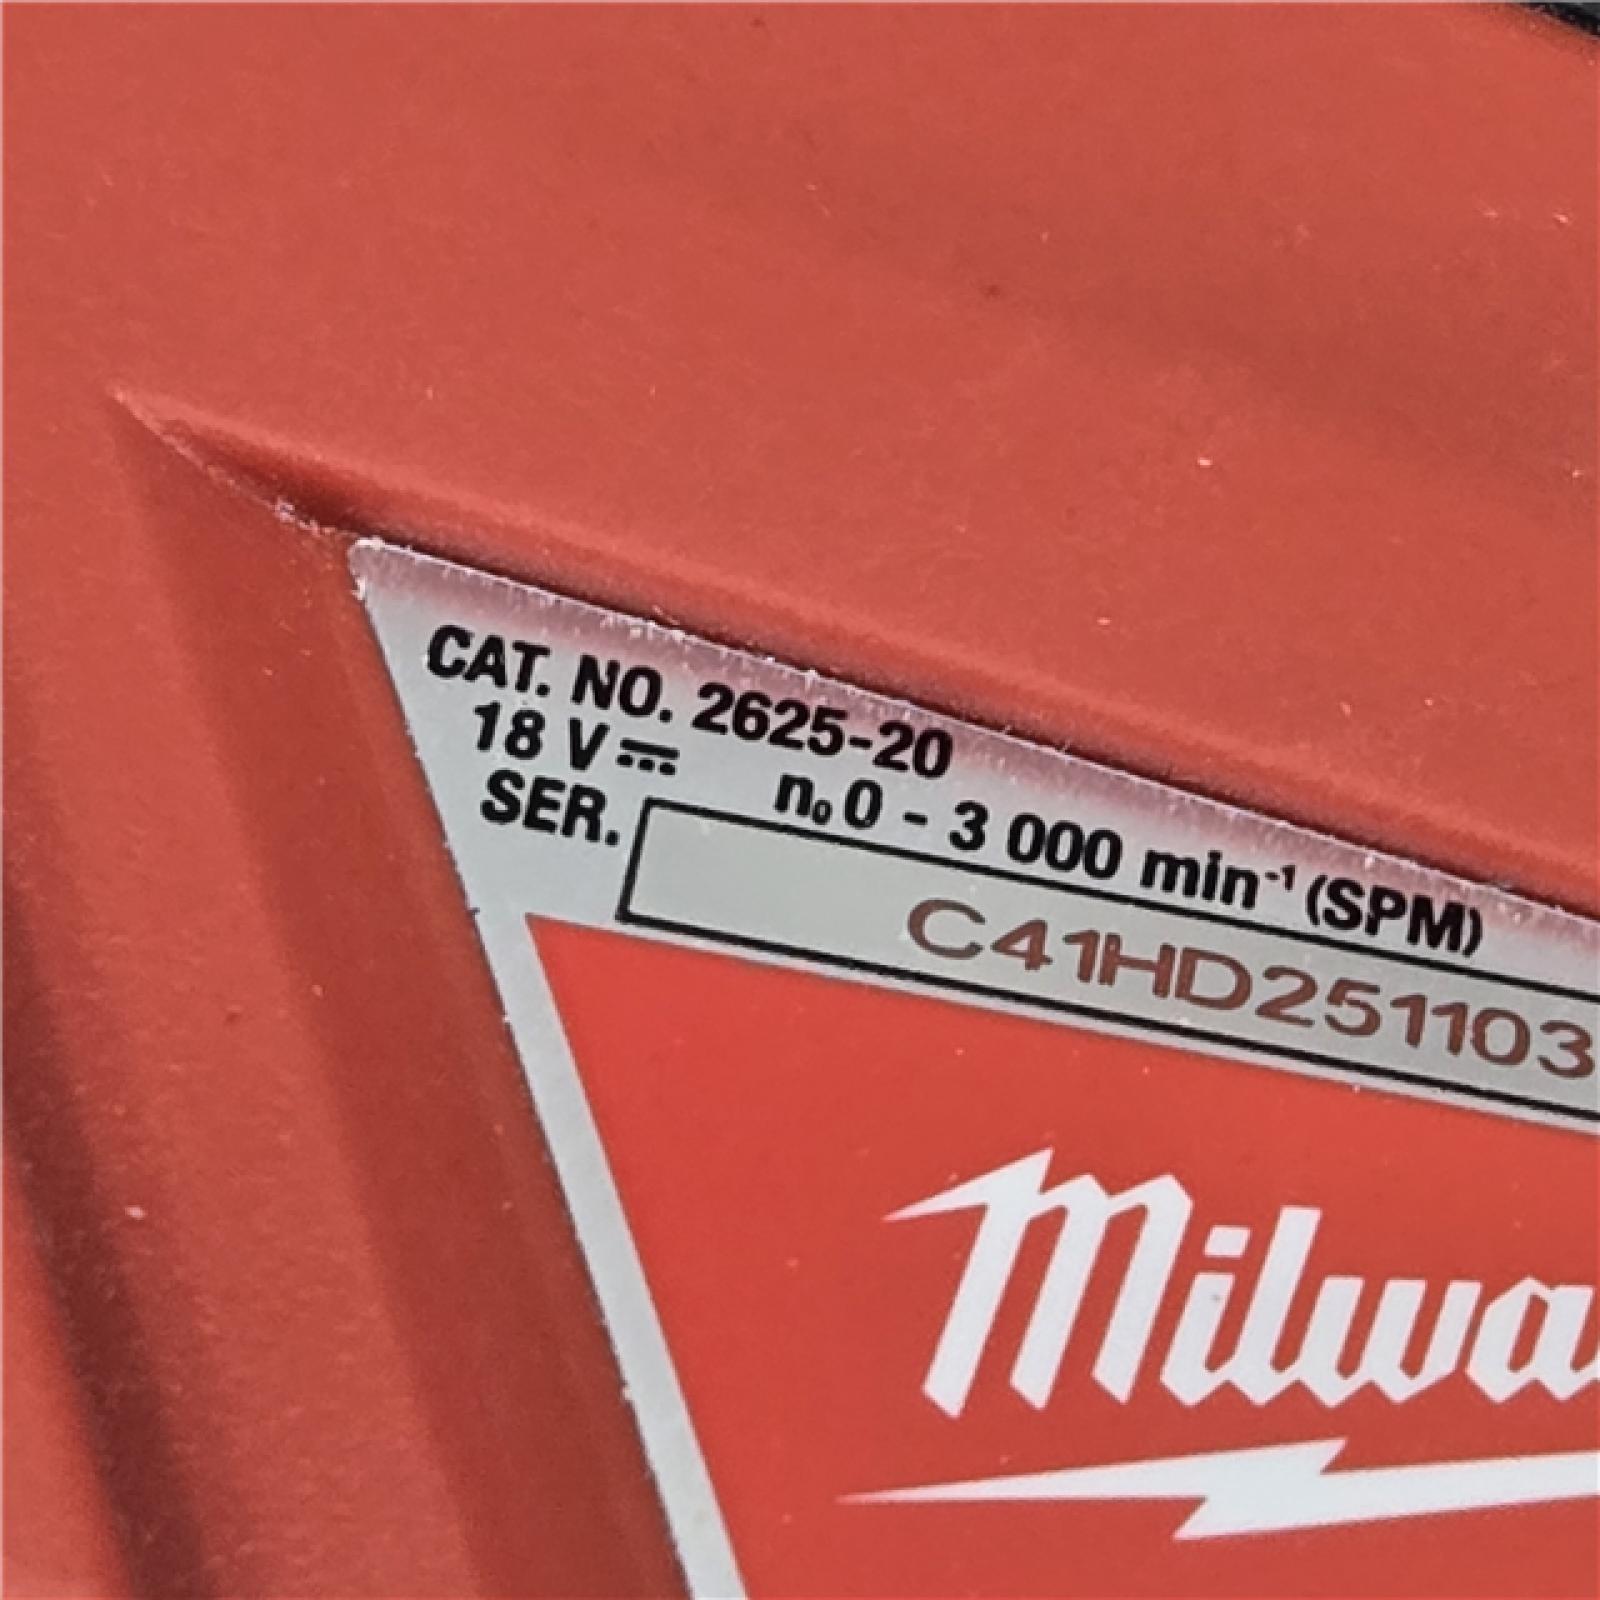 CAT. NO. 2625-20
18 V⎓ n₀ 0 - 3 000 min⁻¹ (SPM)
SER. C41HD251103
Milwa